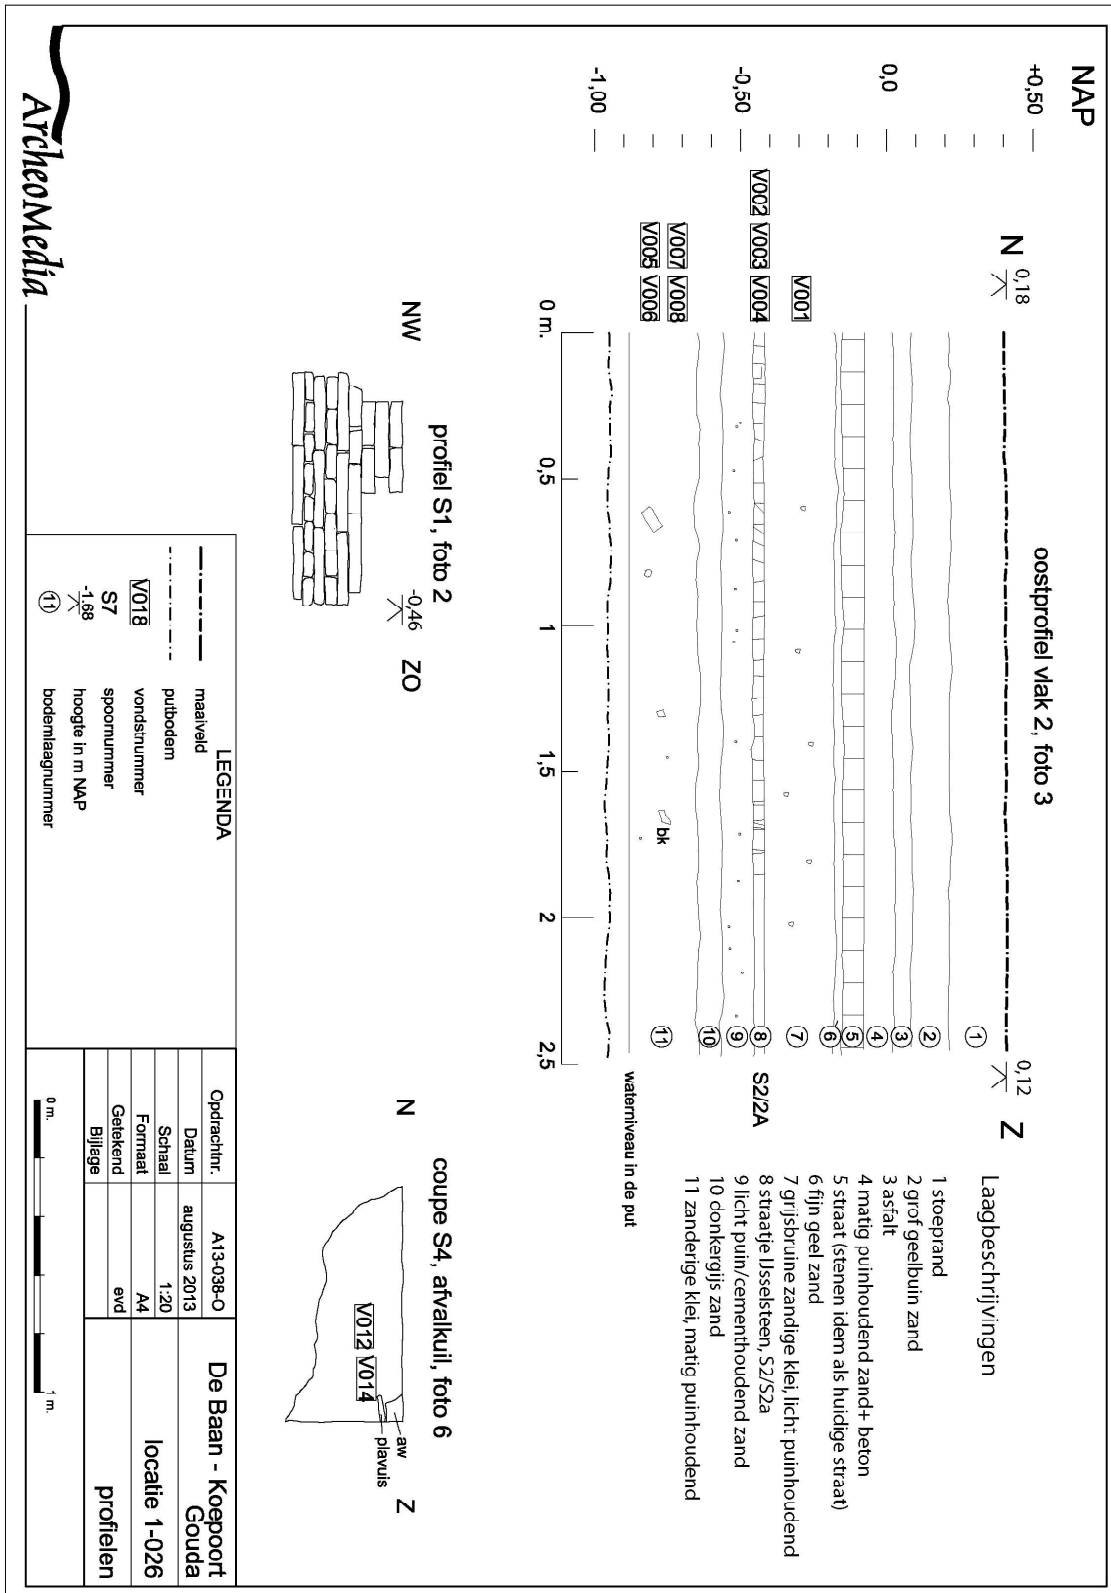 NAP
+0,50
0,0
-0,50
-1,00
N
0,18
oostprofiel vlak 2, foto 3
0,12
Z
V001
V002 V003 V004
V007 V008
V005 V006
1
2
3
4
5
6
7
8
9
10
11
S2/2A
bk
waterniveau in de put
0 m.
0,5
1
1,5
2
2,5
Laagbeschrijvingen
1 stoeprand
2 grof geelbuin zand
3 asfalt
4 matig puinhoudend zand+ beton
5 straat (stenen idem als huidige straat)
6 fijn geel zand
7 grijsbruine zandige klei, licht puinhoudend
8 straatje IJsselsteen, S2/S2a
9 licht puin/cementhoudend zand
10 donkergijs zand
11 zanderige klei, matig puinhoudend
NW
profiel S1, foto 2
-0,46
ZO
N
coupe S4, afvalkuil, foto 6
Z
V012 V014
aw
plavuis
LEGENDA
maaiveld
putbodem
V018 vondstnummer
S7 spoornummer
-1.68 hoogte in m NAP
11 bodemlaagnummer
Opdrachtnr. A13-038-O
Datum augustus 2013
Schaal 1:20
Formaat A4
Getekend evd
Bijlage
De Baan - Koepoort
Gouda
locatie 1-026
profielen
0 m.
1 m.
ArcheoMedia